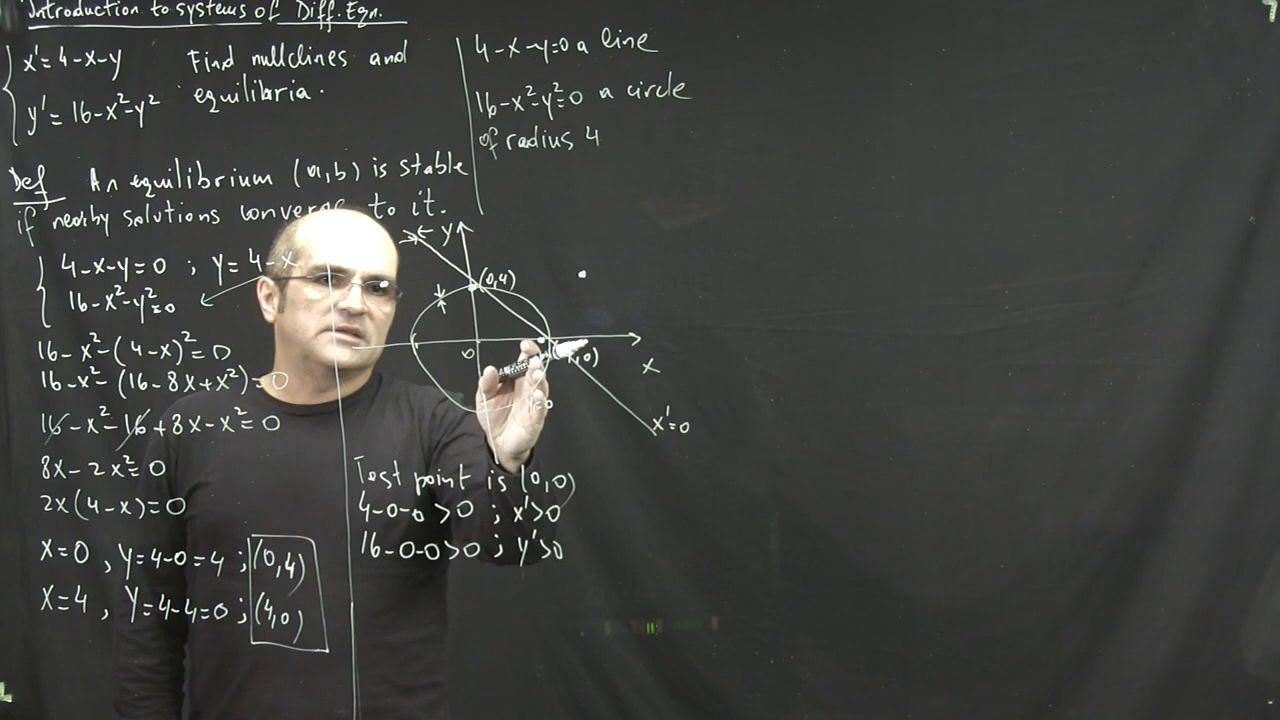 Introduction to systems of Diff. Eqn.
x'=4-x-y
y'=16-x²-y²
Find nullclines and
equilibria.
4-x-y=0 a line
16-x²-y²=0 a circle
of radius 4
Def An equilibrium (a,b) is stable
if nearby solutions converge to it.
4-x-y=0 ; y=4-x
16-x²-y²=0
16-x²-(4-x)²=0
16-x²-(16-8x+x²)=0
16-x²-16+8x-x²=0
8x-2x²=0
2x(4-x)=0
x=0, y=4-0=4; (0,4)
x=4, y=4-4=0; (4,0)
y
(0,4)
0
,0)
x
=0
x'=0
Test point is (0,0)
4-0-0>0 ; x'>0
16-0-0>0 ; y'>0